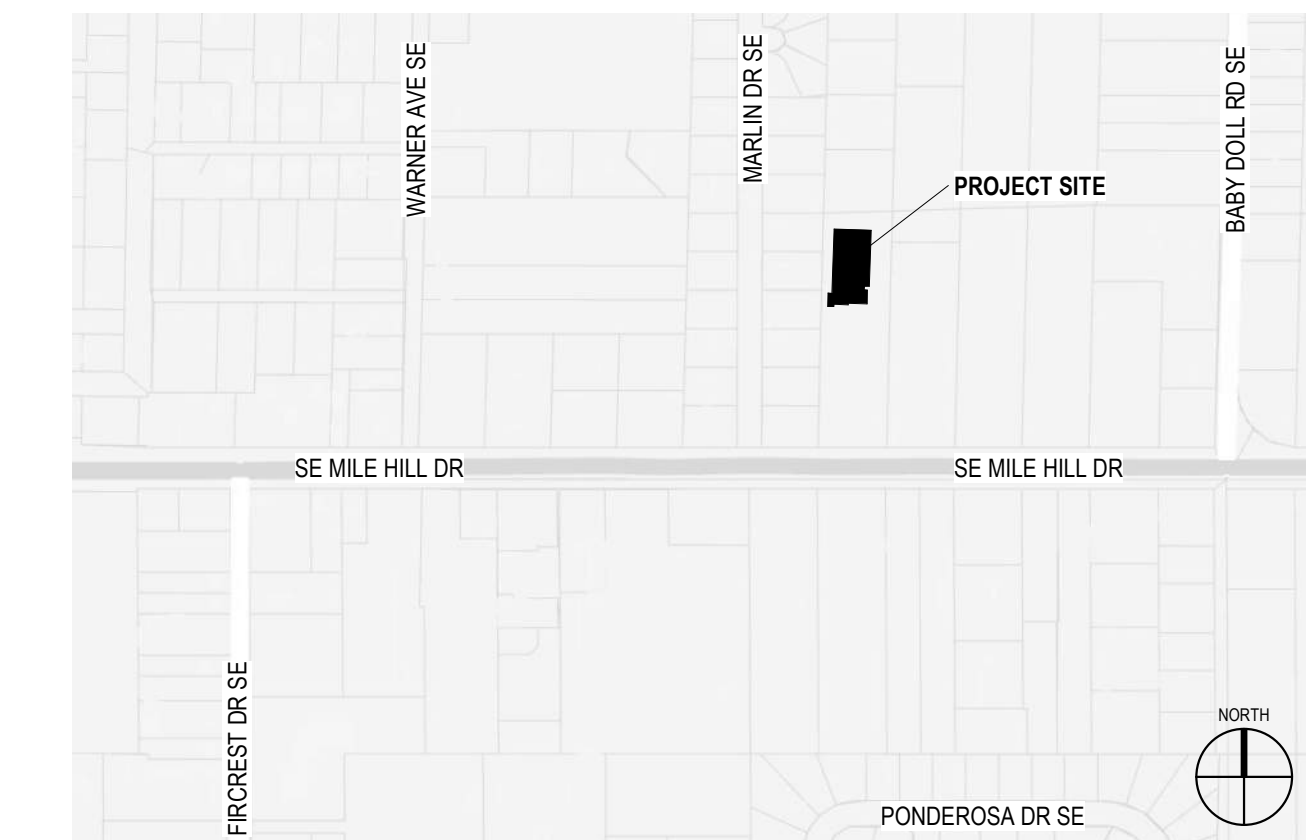 WARNER AVE SE
MARLIN DR SE
BABY DOLL RD SE
PROJECT SITE
SE MILE HILL DR
SE MILE HILL DR
FIRCREST DR SE
NORTH
PONDEROSA DR SE